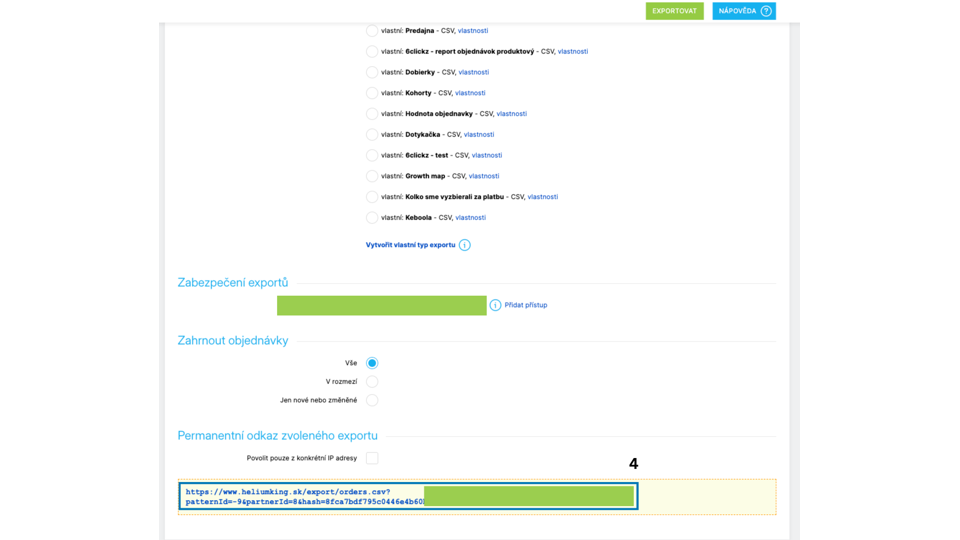 EXPORTOVAT NÁPOVĚDA ?
vlastní: Predajna - CSV, vlastnosti
vlastní: 6clickz - report objednávok produktový - CSV, vlastnosti
vlastní: Dobierky - CSV, vlastnosti
vlastní: Kohorty - CSV, vlastnosti
vlastní: Hodnota objednavky - CSV, vlastnosti
vlastní: Dotykačka - CSV, vlastnosti
vlastní: 6clickz - test - CSV, vlastnosti
vlastní: Growth map - CSV, vlastnosti
vlastní: Kolko sme vyzbierali za platbu - CSV, vlastnosti
vlastní: Keboola - CSV, vlastnosti
Vytvořit vlastní typ exportu i
Zabezpečení exportů
i Přidat přístup
Zahrnout objednávky
Vše
V rozmezí
Jen nové nebo změněné
Permanentní odkaz zvoleného exportu
Povolit pouze z konkrétní IP adresy
4
https://www.heliumking.sk/export/orders.csv?
patternId=-9&partnerId=8&hash=8fca7bdf795c0446e4b60